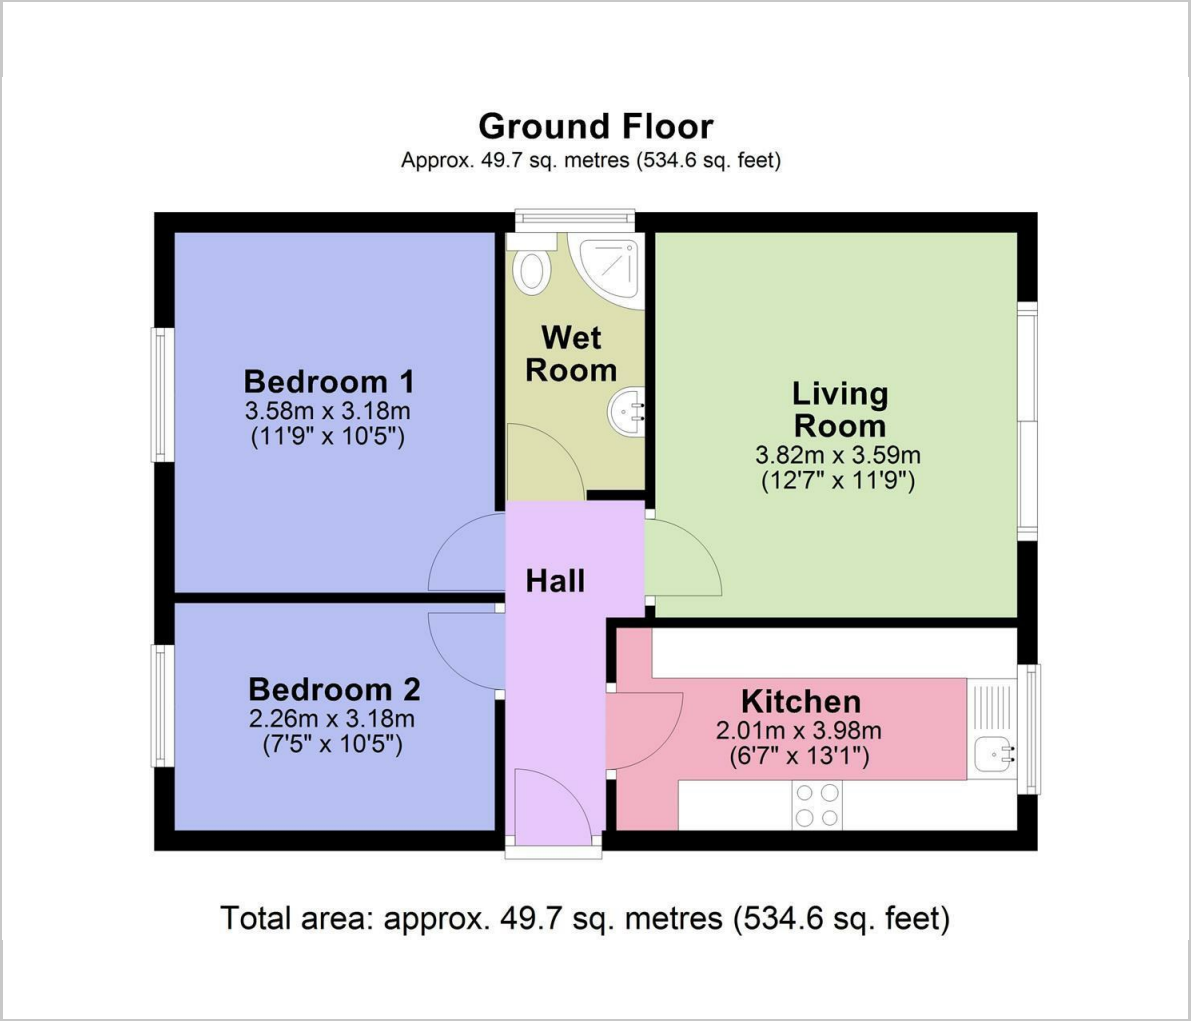 Ground Floor
Approx. 49.7 sq. metres (534.6 sq. feet)
Wet
Room
Bedroom 1
3.58m x 3.18m
(11'9" x 10'5")
Living
Room
3.82m x 3.59m
(12'7" x 11'9")
Hall
Bedroom 2
2.26m x 3.18m
(7'5" x 10'5")
Kitchen
2.01m x 3.98m
(6'7" x 13'1")
Total area: approx. 49.7 sq. metres (534.6 sq. feet)